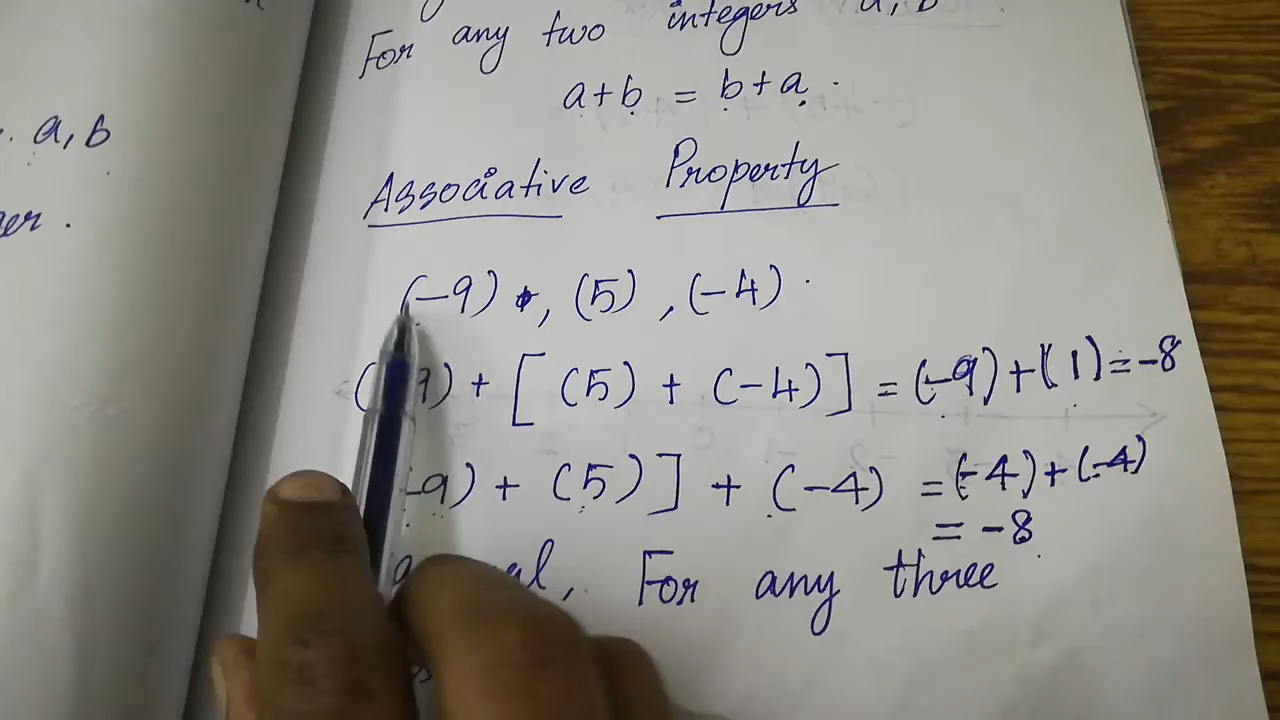 . a, b
ger.
For any two integers a, b
a+b = b+a.
Associative Property
(-9) , (5) , (-4) .
+ [ (5) + (-4) ] = (-9) + (1) = -8
-9) + (5) ] + (-4) = (-4) + (-4)
= -8
For any three